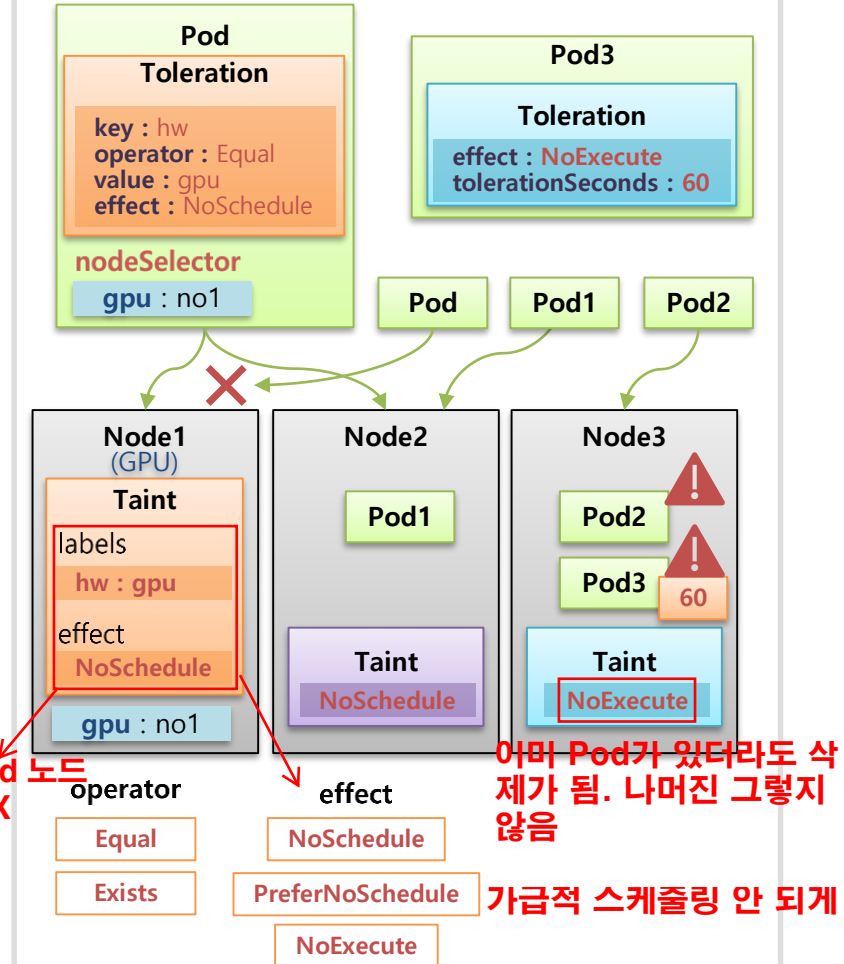 Pod
Toleration
key : hw
operator : Equal
value : gpu
effect : NoSchedule
nodeSelector
gpu : no1
Pod3
Toleration
effect : NoExecute
tolerationSeconds : 60
Pod
Pod1
Pod2
Node1
(GPU)
Taint
labels
hw : gpu
effect
NoSchedule
gpu : no1
Node2
Pod1
Taint
NoSchedule
Node3
Pod2
Pod3
60
Taint
NoExecute
d 노드
X
이미 Pod가 있더라도 삭
제가 됨. 나머진 그렇지
않음
operator
Equal
Exists
effect
NoSchedule
PreferNoSchedule
NoExecute
가급적 스케줄링 안 되게